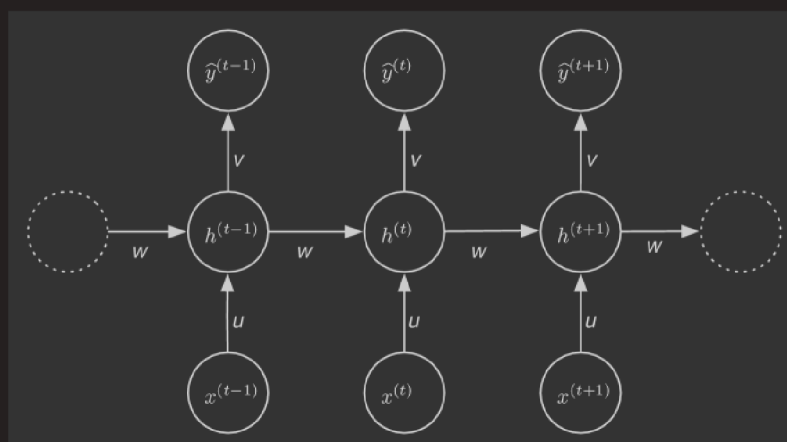 ŷ(t−1) ŷ(t) ŷ(t+1)
v v v
h(t−1) h(t) h(t+1)
w w w w
u u u
x(t−1) x(t) x(t+1)